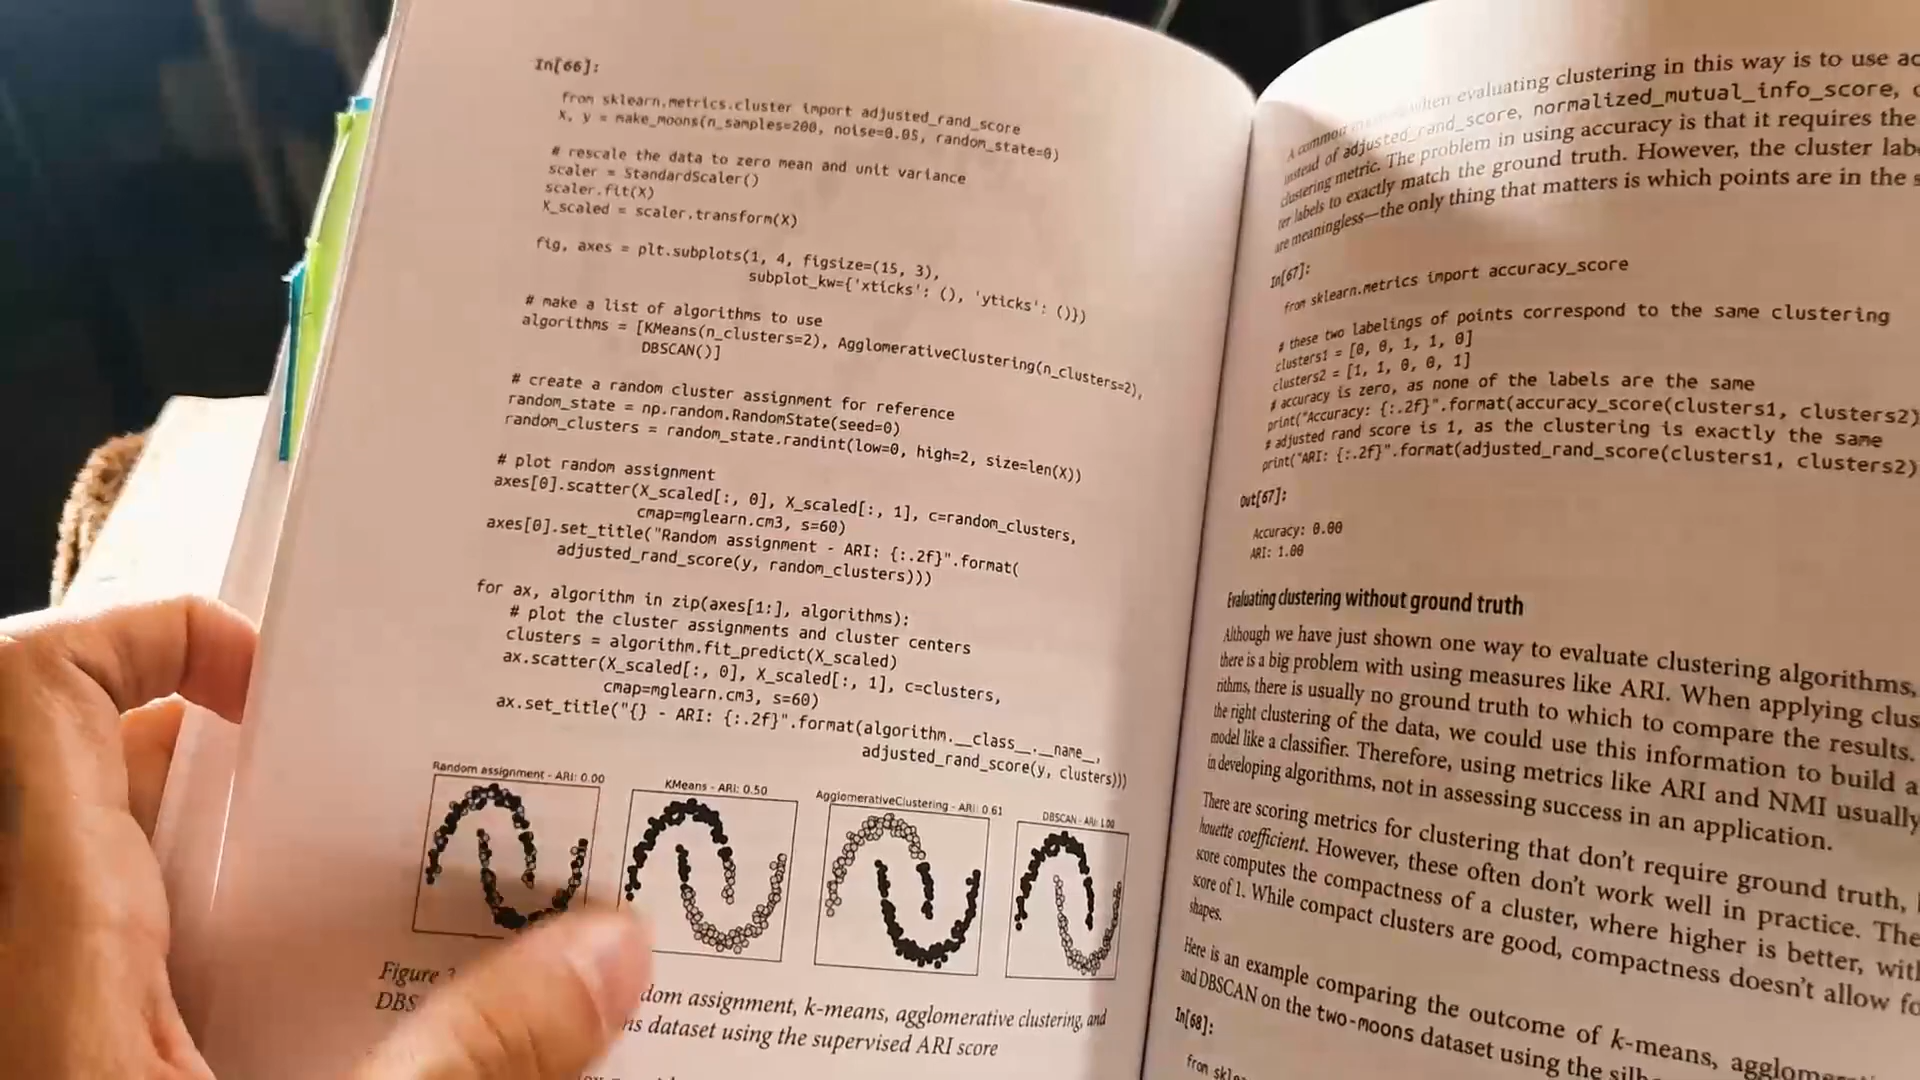 In[66]:
from sklearn.metrics.cluster import adjusted_rand_score
X, y = make_moons(n_samples=200, noise=0.05, random_state=0)
# rescale the data to zero mean and unit variance
scaler = StandardScaler()
scaler.fit(X)
X_scaled = scaler.transform(X)
fig, axes = plt.subplots(1, 4, figsize=(15, 3),
subplot_kw={'xticks': (), 'yticks': ()})
# make a list of algorithms to use
algorithms = [KMeans(n_clusters=2), AgglomerativeClustering(n_clusters=2),
DBSCAN()]
# create a random cluster assignment for reference
random_state = np.random.RandomState(seed=0)
random_clusters = random_state.randint(low=0, high=2, size=len(X))
# plot random assignment
axes[0].scatter(X_scaled[:, 0], X_scaled[:, 1], c=random_clusters,
cmap=mglearn.cm3, s=60)
axes[0].set_title("Random assignment - ARI: {:.2f}".format(
adjusted_rand_score(y, random_clusters)))
for ax, algorithm in zip(axes[1:], algorithms):
# plot the cluster assignments and cluster centers
clusters = algorithm.fit_predict(X_scaled)
ax.scatter(X_scaled[:, 0], X_scaled[:, 1], c=clusters,
cmap=mglearn.cm3, s=60)
ax.set_title("{} - ARI: {:.2f}".format(algorithm.__class__.__name__,
adjusted_rand_score(y, clusters)))
Random assignment - ARI: 0.00
KMeans - ARI: 0.50
AgglomerativeClustering - ARI: 0.61
DBSCAN - ARI: 1.00
Figure
dom assignment, k-means, agglomerative clustering, and
DBS ns dataset using the supervised ARI score
A common when evaluating clustering in this way is to use
instead of adjusted_rand_score, normalized_mutual_info_score,
clustering metric. The problem in using accuracy is that it requires the
ter labels to exactly match the ground truth. However, the cluster lab
are meaningless—the only thing that matters is which points are in the s
In[67]:
from sklearn.metrics import accuracy_score
# these two labelings of points correspond to the same clustering
clusters1 = [0, 0, 1, 1, 0]
clusters2 = [1, 1, 0, 0, 1]
# accuracy is zero, as none of the labels are the same
print("Accuracy: {:.2f}".format(accuracy_score(clusters1, clusters2)
# adjusted rand score is 1, as the clustering is exactly the same
print("ARI: {:.2f}".format(adjusted_rand_score(clusters1, clusters2)
Out[67]:
Accuracy: 0.00
ARI: 1.00
Evaluating clustering without ground truth
Although we have just shown one way to evaluate clustering algorithms,
there is a big problem with using measures like ARI. When applying clus
rithms, there is usually no ground truth to which to compare the results.
the right clustering of the data, we could use this information to build a
model like a classifier. Therefore, using metrics like ARI and NMI usually
in developing algorithms, not in assessing success in an application.
There are scoring metrics for clustering that don't require ground truth,
houette coefficient. However, these often don't work well in practice. The
score computes the compactness of a cluster, where higher is better, wit
score of 1. While compact clusters are good, compactness doesn't allow fo
shapes.
Here is an example comparing the outcome of k-means, agglome
and DBSCAN on the two-moons dataset using the silh
In[68]:
from skl